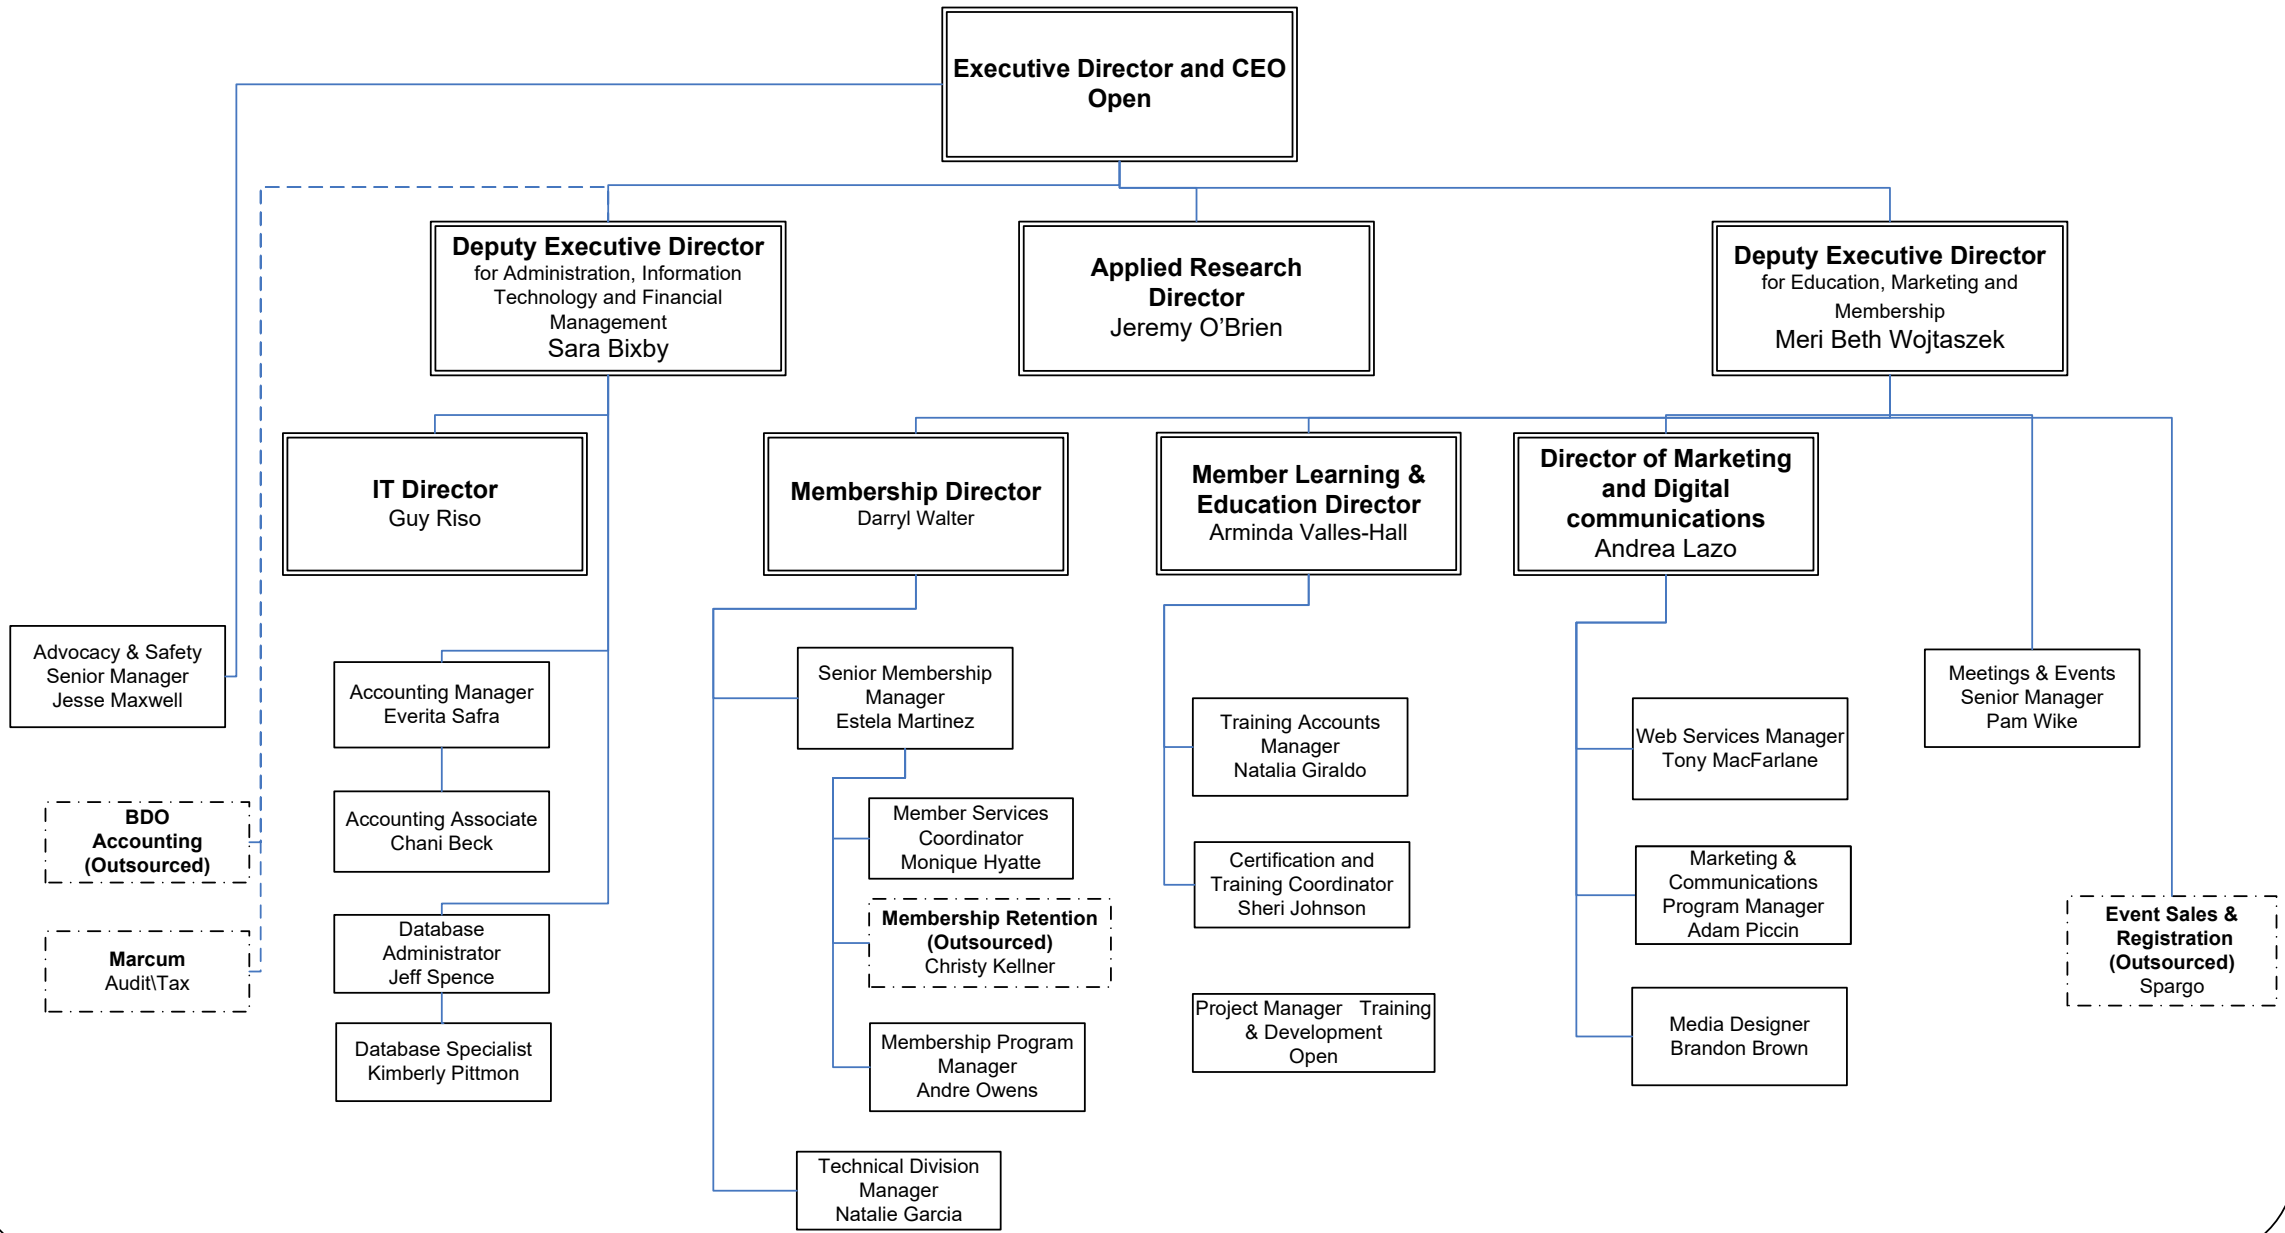 Executive Director and CEO
Open
Deputy Executive Director
for Administration, Information
Technology and Financial
Management
Sara Bixby
Applied Research
Director
Jeremy O’Brien
Deputy Executive Director
for Education, Marketing and
Membership
Meri Beth Wojtaszek
IT Director
Guy Riso
Membership Director
Darryl Walter
Member Learning &
Education Director
Arminda Valles-Hall
Director of Marketing
and Digital
communications
Andrea Lazo
Advocacy & Safety
Senior Manager
Jesse Maxwell
Accounting Manager
Everita Safra
Senior Membership
Manager
Estela Martinez
Training Accounts
Manager
Natalia Giraldo
Web Services Manager
Tony MacFarlane
Meetings & Events
Senior Manager
Pam Wike
BDO
Accounting
(Outsourced)
Accounting Associate
Chani Beck
Member Services
Coordinator
Monique Hyatte
Certification and
Training Coordinator
Sheri Johnson
Marketing &
Communications
Program Manager
Adam Piccin
Event Sales &
Registration
(Outsourced)
Spargo
Marcum
Audit\Tax
Database
Administrator
Jeff Spence
Membership Retention
(Outsourced)
Christy Kellner
Project Manager Training
& Development
Open
Media Designer
Brandon Brown
Database Specialist
Kimberly Pittmon
Membership Program
Manager
Andre Owens
Technical Division
Manager
Natalie Garcia